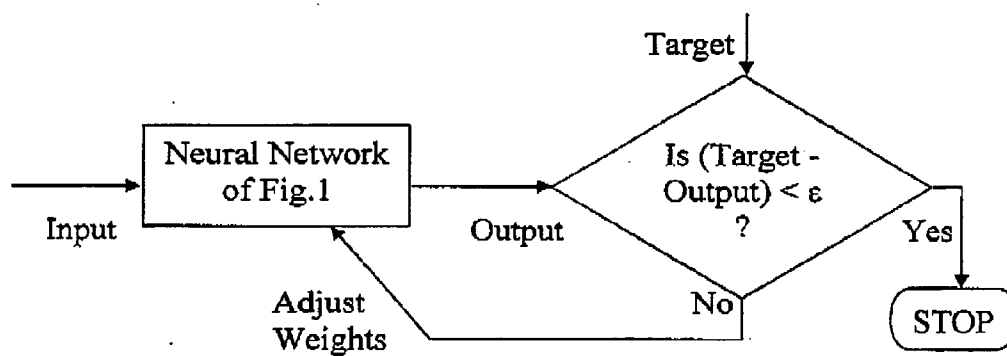 Target
Neural Network
of Fig.1
Is (Target -
Output) < ε
?
Input
Output
Yes
No
Adjust
Weights
STOP